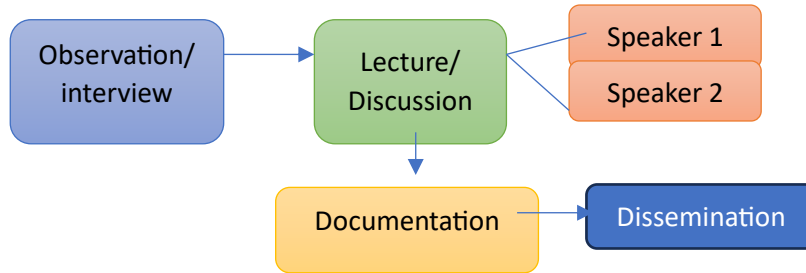 Observation/
interview
Lecture/
Discussion
Speaker 1
Speaker 2
Documentation
Dissemination